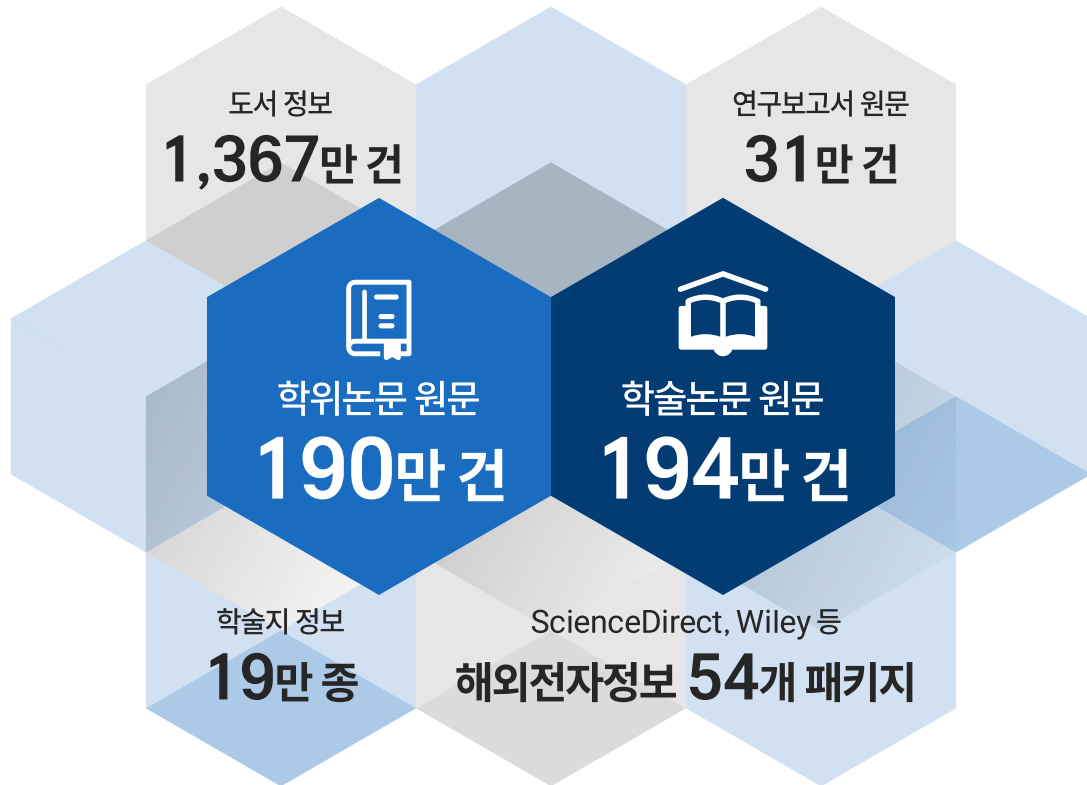 도서 정보
1,367만 건
연구보고서 원문
31만 건
학위논문 원문
190만 건
학술논문 원문
194만 건
학술지 정보
19만 종
ScienceDirect, Wiley 등
해외전자정보 54개 패키지